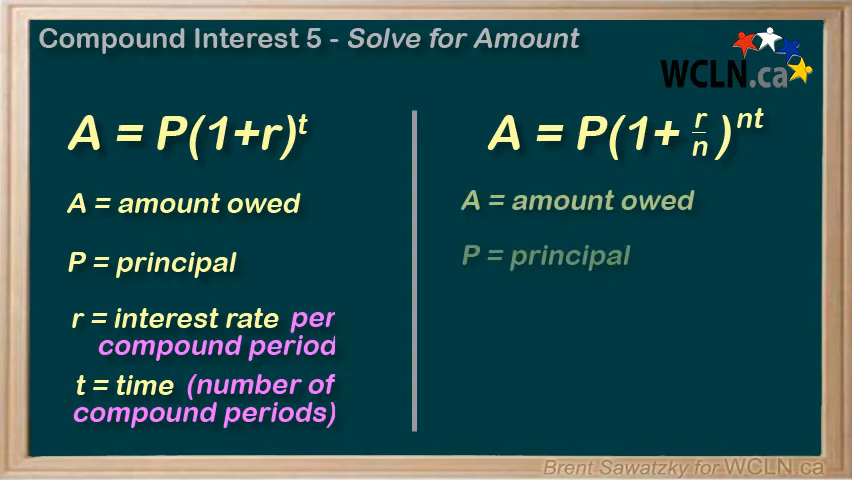 Compound Interest 5 - Solve for Amount
WCLN.ca
A = P(1+r)^t
A = amount owed
P = principal
r = interest rate per
compound period
t = time (number of
compound periods)
A = P(1+ r/n )^nt
A = amount owed
P = principal
Brent Sawatzky for WCLN.ca